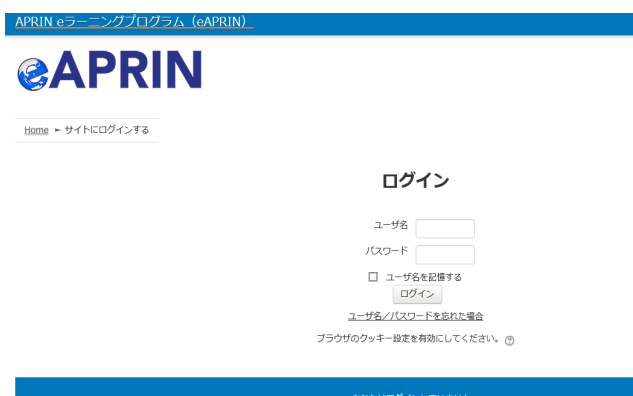 APRIN eラーニングプログラム（eAPRIN）
eAPRIN
Home ► サイトにログインする
ログイン
ユーザ名
パスワード
ユーザ名を記憶する
ログイン
ユーザ名／パスワードを忘れた場合
ブラウザのクッキー設定を有効にしてください。